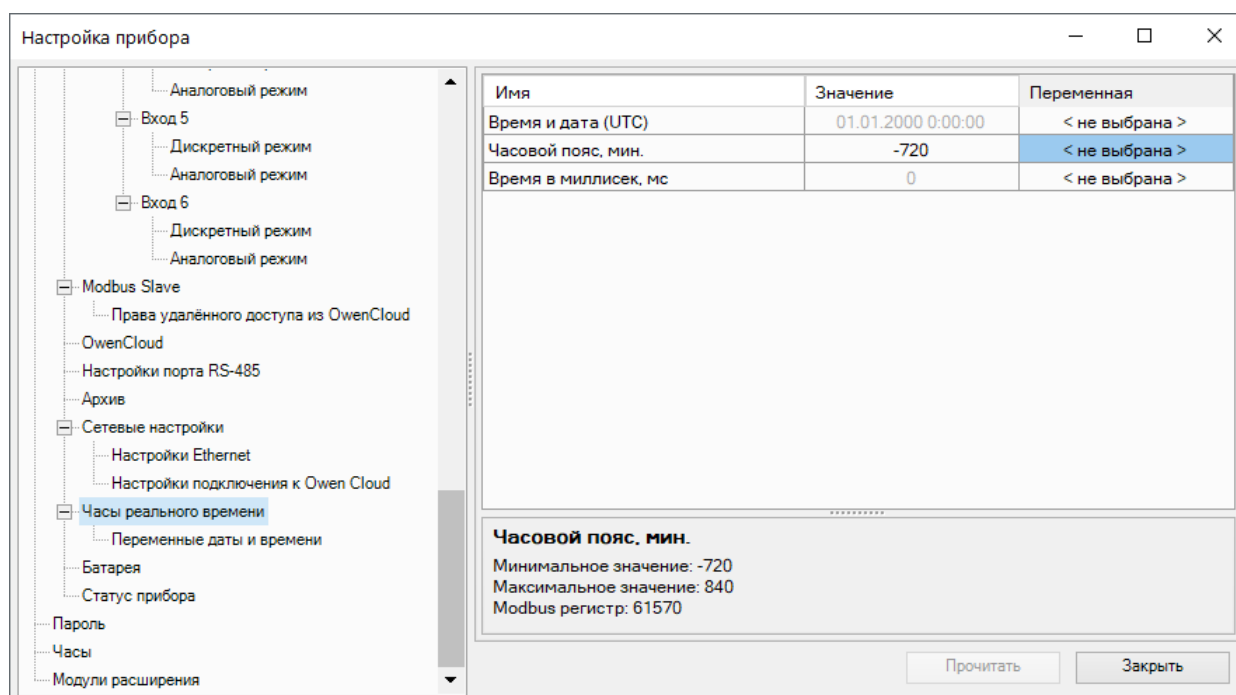 Настройка прибора
Аналоговый режим
Вход 5
Дискретный режим
Аналоговый режим
Вход 6
Дискретный режим
Аналоговый режим
Modbus Slave
Права удалённого доступа из OwenCloud
OwenCloud
Настройки порта RS-485
Архив
Сетевые настройки
Настройки Ethernet
Настройки подключения к Owen Cloud
Часы реального времени
Переменные даты и времени
Батарея
Статус прибора
Пароль
Часы
Модули расширения
Имя Значение Переменная
Время и дата (UTC) 01.01.2000 0:00:00 < не выбрана >
Часовой пояс, мин. -720 < не выбрана >
Время в миллисек, мс 0 < не выбрана >
Часовой пояс, мин.
Минимальное значение: -720
Максимальное значение: 840
Modbus регистр: 61570
Прочитать Закрыть